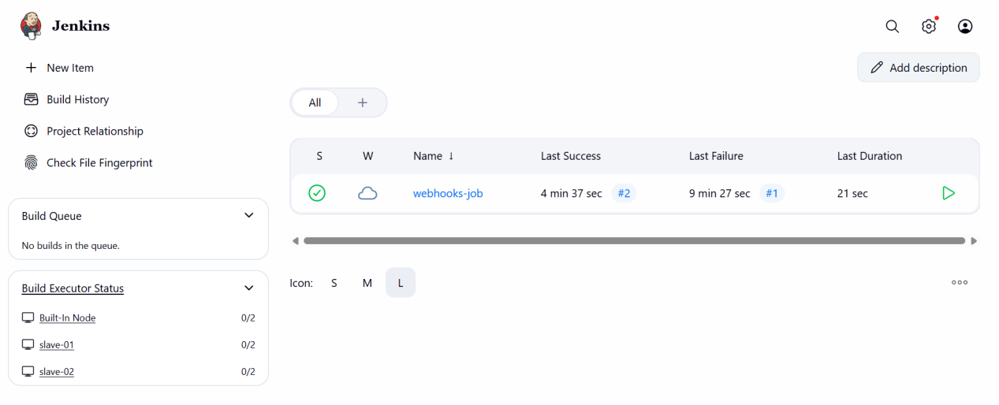 Jenkins
New Item
Build History
Project Relationship
Check File Fingerprint
Build Queue
No builds in the queue.
Build Executor Status
Built-In Node 0/2
slave-01 0/2
slave-02 0/2
Add description
All +
S W Name ↓ Last Success Last Failure Last Duration
webhooks-job 4 min 37 sec #2 9 min 27 sec #1 21 sec
Icon: S M L